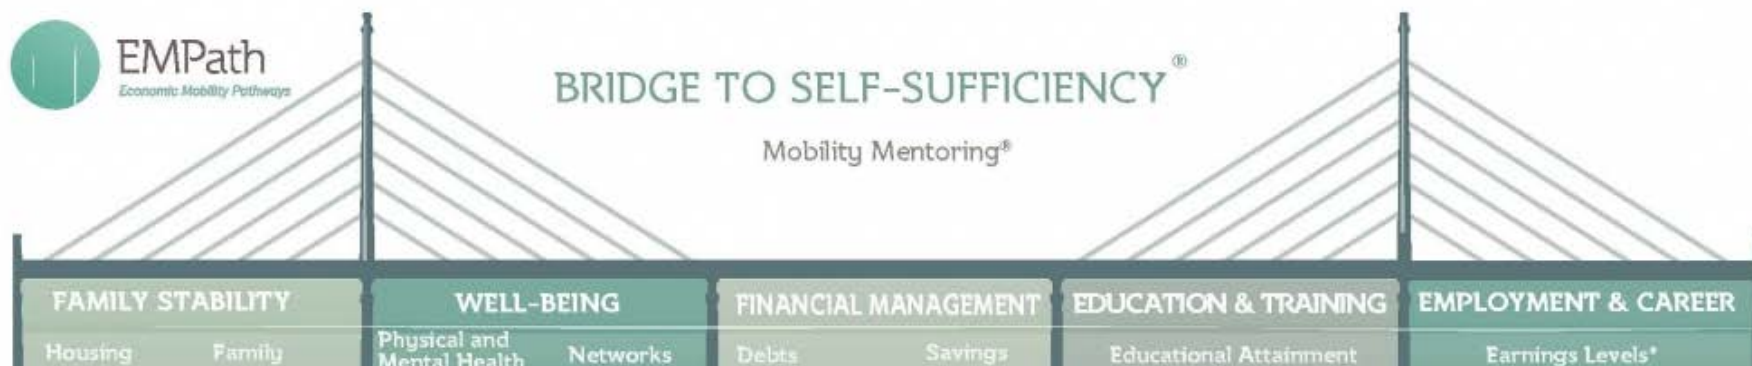 EMPath
Economic Mobility Pathways
BRIDGE TO SELF-SUFFICIENCY®
Mobility Mentoring®
FAMILY STABILITY
WELL-BEING
FINANCIAL MANAGEMENT
EDUCATION & TRAINING
EMPLOYMENT & CAREER
Housing
Family
Physical and
Mental Health
Networks
Debts
Savings
Educational Attainment
Earnings Levels*